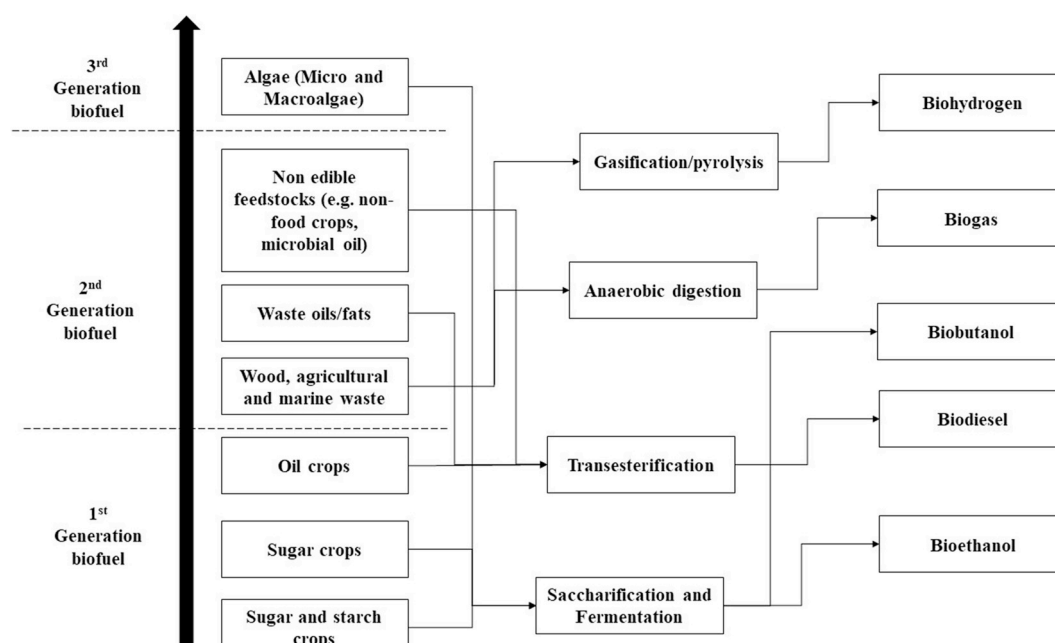 3rd
Generation
biofuel
Algae (Micro and
Macroalgae)
Biohydrogen
Gasification/pyrolysis
Non edible
feedstocks (e.g. non-
food crops,
microbial oil)
Biogas
2nd
Generation
biofuel
Anaerobic digestion
Waste oils/fats
Biobutanol
Wood, agricultural
and marine waste
Biodiesel
Oil crops
Transesterification
1st
Generation
biofuel
Sugar crops
Bioethanol
Saccharification and
Fermentation
Sugar and starch
crops